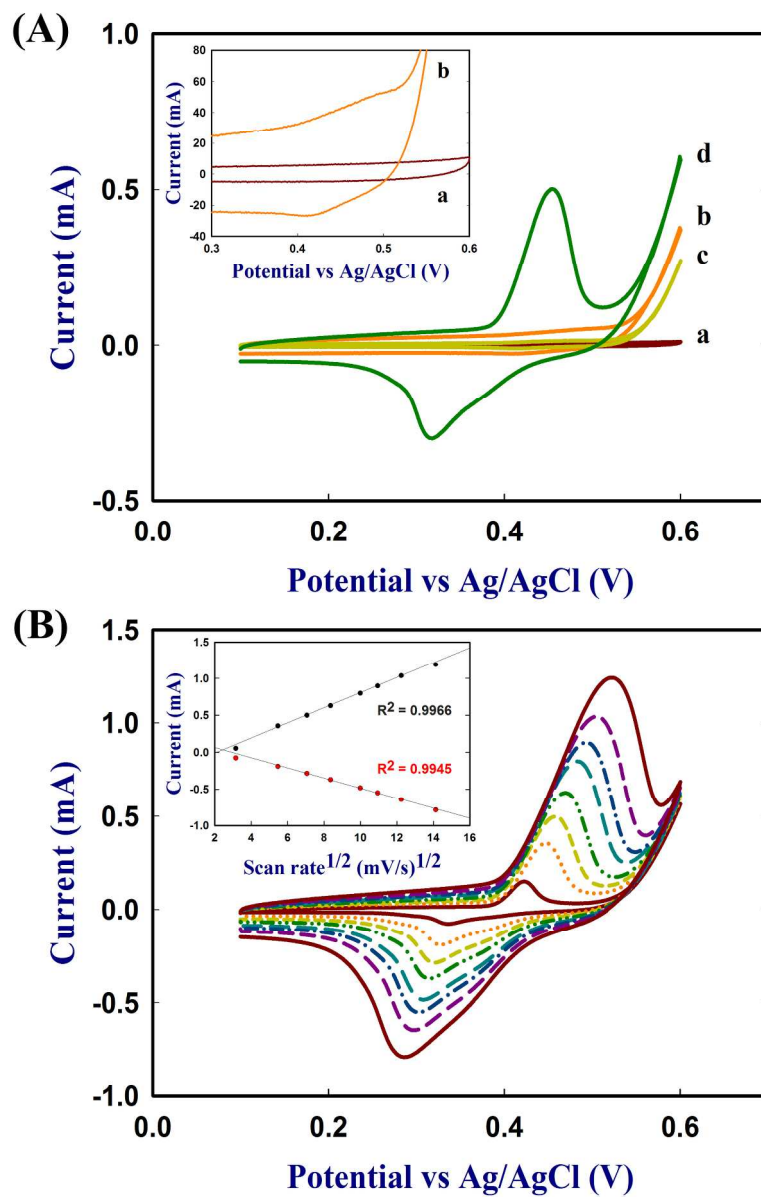 (A)
1.0
0.5
0.0
-0.5
Current (mA)
0.0
0.2
0.4
0.6
Potential vs Ag/AgCl (V)
d
b
c
a
80
60
40
20
0
-20
-40
Current (mA)
b
a
0.3
0.4
0.5
0.6
Potential vs Ag/AgCl (V)
(B)
1.5
1.0
0.5
0.0
-0.5
-1.0
Current (mA)
0.0
0.2
0.4
0.6
Potential vs Ag/AgCl (V)
1.5
1.0
0.5
0.0
-0.5
-1.0
Current (mA)
R2 = 0.9966
R2 = 0.9945
2
4
6
8
10
12
14
16
Scan rate1/2 (mV/s)1/2